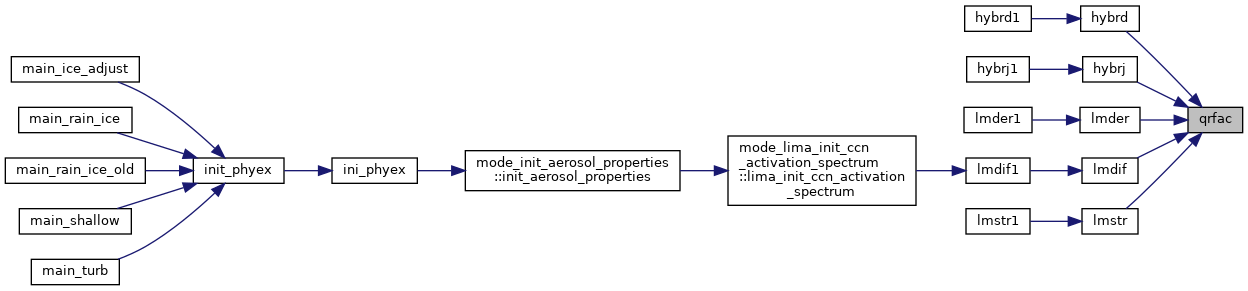 main_ice_adjust
main_rain_ice
main_rain_ice_old
main_shallow
main_turb
init_phyex
ini_phyex
mode_init_aerosol_properties
::init_aerosol_properties
mode_lima_init_ccn
_activation_spectrum
::lima_init_ccn_activation
_spectrum
hybrd1
hybrj1
lmder1
lmdif1
lmstr1
hybrd
hybrj
lmder
lmdif
lmstr
qrfac